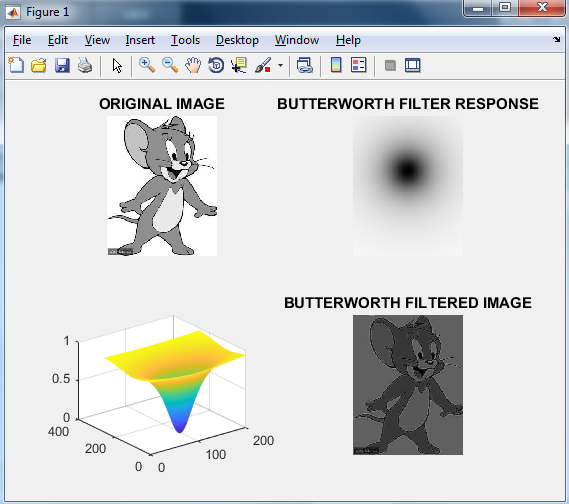 Figure 1
File Edit View Insert Tools Desktop Window Help
ORIGINAL IMAGE
BUTTERWORTH FILTER RESPONSE
BUTTERWORTH FILTERED IMAGE
1
0.5
0
400
200
0
0
100
200